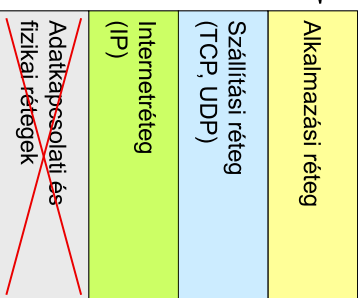 Alkalmazási réteg
Szállítási réteg
(TCP, UDP)
Internetréteg
(IP)
Adatkapcsolati és
fizikai rétegek